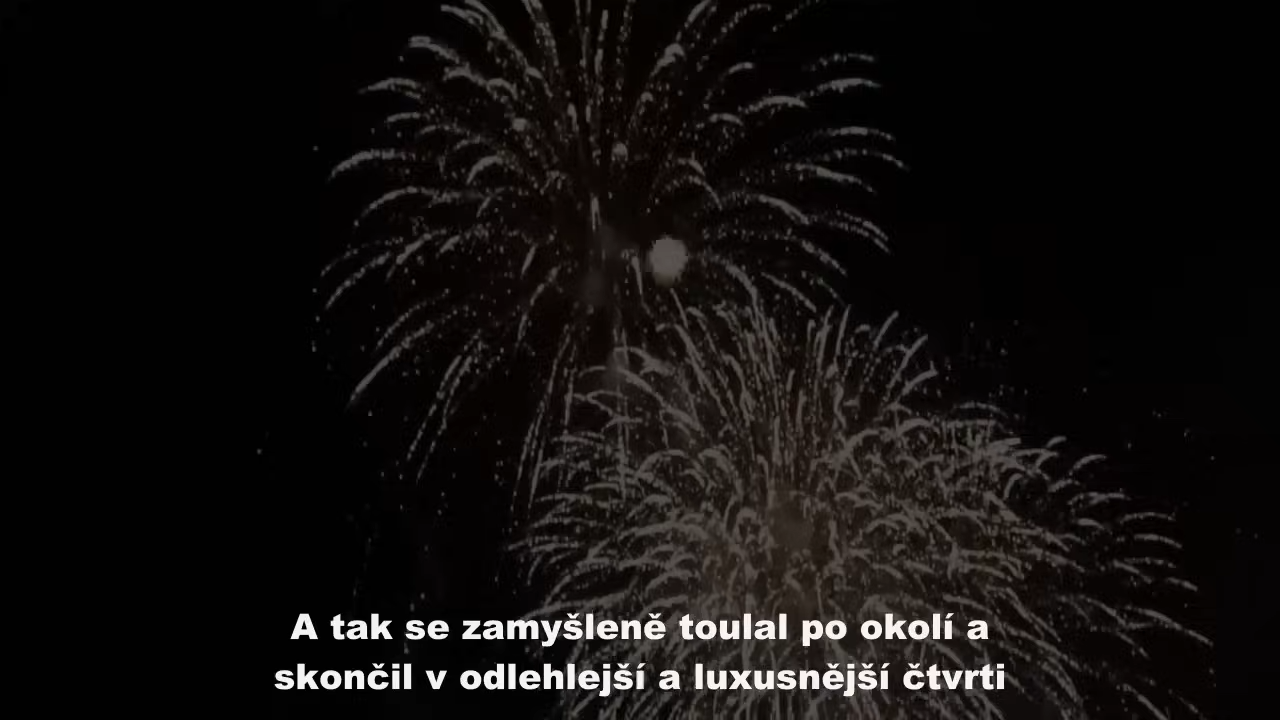 A tak se zamyšleně toulal po okolí a
skončil v odlehlejší a luxusnější čtvrti